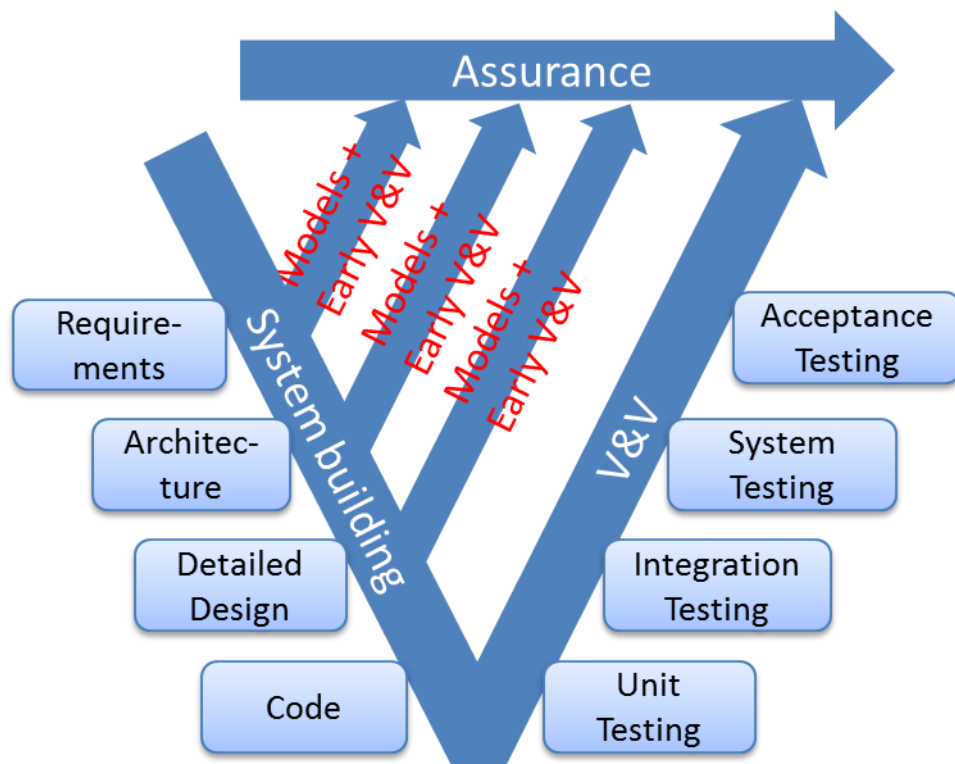 Assurance
Models +
Early V&V
Models +
Early V&V
Models +
Early V&V
System building
V&V
Require-
ments
Architec-
ture
Detailed
Design
Code
Acceptance
Testing
System
Testing
Integration
Testing
Unit
Testing